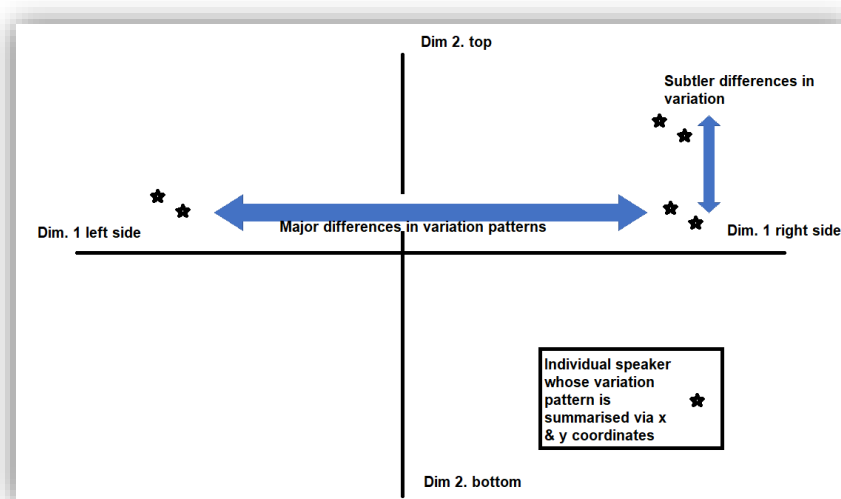 Dim 2. top
Subtler differences in
variation
Major differences in variation patterns
Dim. 1 left side
Dim. 1 right side
Individual speaker
whose variation
pattern is
summarised via x
& y coordinates
Dim 2. bottom